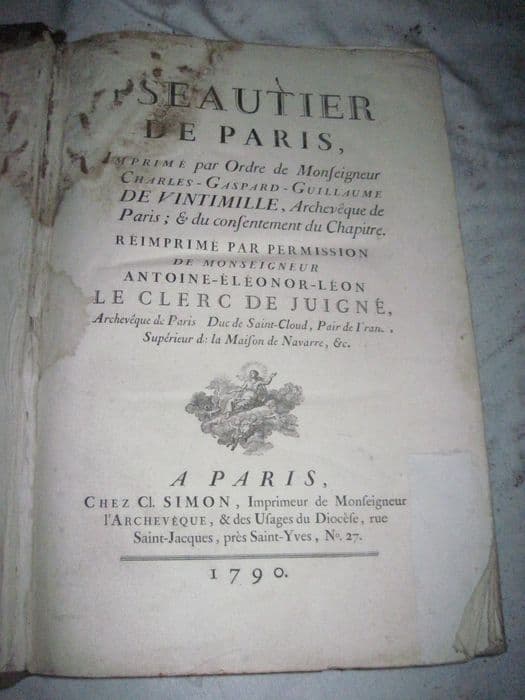 PSEAUTIER
DE PARIS,
IMPRIMÉ par Ordre de Monſeigneur
CHARLES-GASPARD-GUILLAUME
DE VINTIMILLE, Archevêque de
Paris; & du conſentement du Chapitre.
RÉIMPRIMÉ PAR PERMISSION
DE MONSEIGNEUR
ANTOINE-ÉLÉONOR-LÉON
LE CLERC DE JUIGNÉ,
Archevêque de Paris Duc de Saint-Cloud, Pair de Franc.,
Supérieur de la Maiſon de Navarre, &c.
A PARIS,
CHEZ Cl. SIMON, Imprimeur de Monſeigneur
l'ARCHEVÊQUE, & des Uſages du Diocèſe, rue
Saint-Jacques, près Saint-Yves, No. 27.
1790.